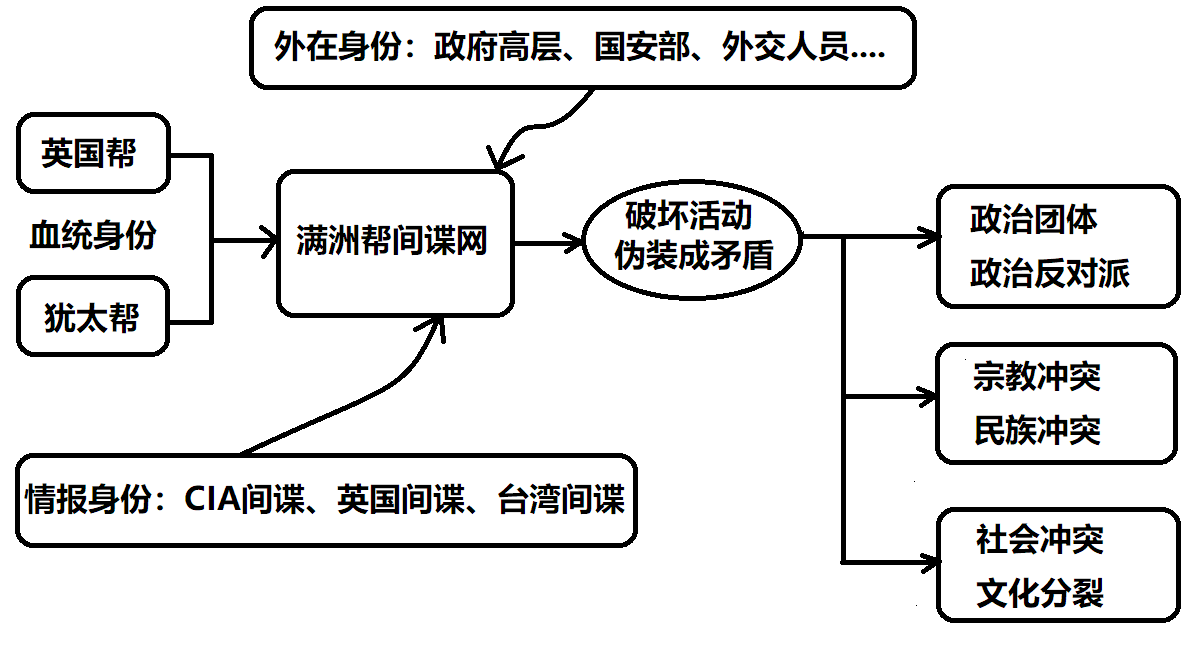 外在身份：政府高层、国安部、外交人员....
英国帮
血统身份
犹太帮
满洲帮间谍网
破坏活动
伪装成矛盾
政治团体
政治反对派
宗教冲突
民族冲突
社会冲突
文化分裂
情报身份：CIA间谍、英国间谍、台湾间谍